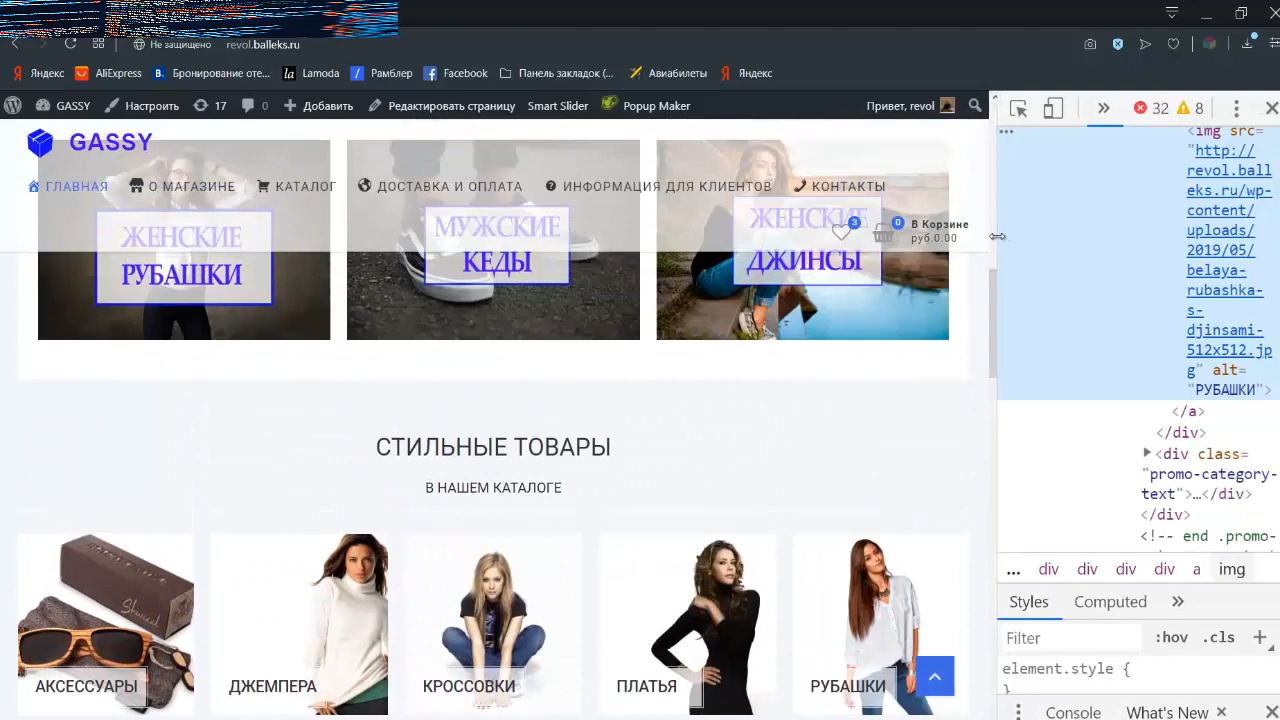 Не защищено revol.balleks.ru
Яндекс AliExpress Бронирование оте... Lamoda Рамблер Facebook Панель закладок (... Авиабилеты Яндекс
GASSY Настроить 17 0 Добавить Редактировать страницу Smart Slider Popup Maker Привет, revol
32 8
GASSY
ГЛАВНАЯ О МАГАЗИНЕ КАТАЛОГ ДОСТАВКА И ОПЛАТА ИНФОРМАЦИЯ ДЛЯ КЛИЕНТОВ КОНТАКТЫ
3 0 В Корзине
руб 0.00
ЖЕНСКИЕ
РУБАШКИ
МУЖСКИЕ
КЕДЫ
ЖЕНСКИЕ
ДЖИНСЫ
СТИЛЬНЫЕ ТОВАРЫ
В НАШЕМ КАТАЛОГЕ
Shwood
АКСЕССУАРЫ
ДЖЕМПЕРА
КРОССОВКИ
ПЛАТЬЯ
РУБАШКИ
<img src=
"http://
revol.ball
eks.ru/wp-
content/
uploads/
2019/05/
belaya-
rubashka-
s-
djinsami-
512x512.jp
g" alt=
"РУБАШКИ">
</a>
</div>
<div class=
"promo-category-
text">…</div>
</div>
<!-- end .promo-
... div div div div a img
Styles Computed
Filter :hov .cls
element.style {
}
Console What's New